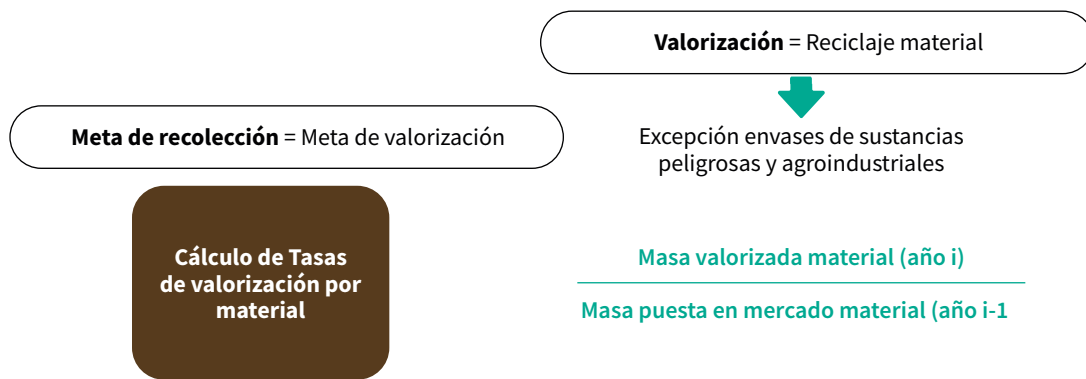 Valorización = Reciclaje material
Meta de recolección = Meta de valorización
Excepción envases de sustancias
peligrosas y agroindustriales
Cálculo de Tasas
de valorización por
material
Masa valorizada material (año i)
Masa puesta en mercado material (año i-1